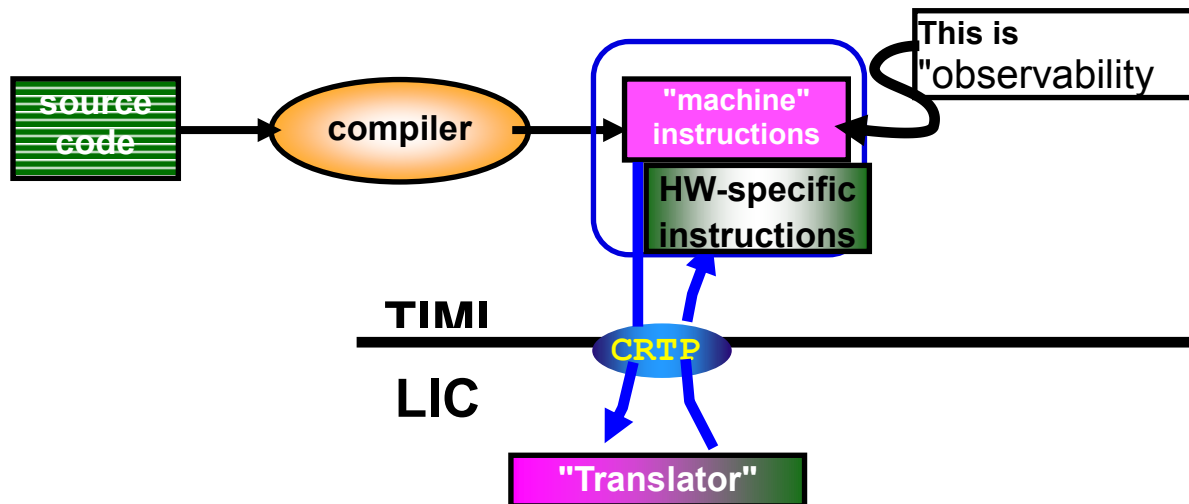 source
code
compiler
"machine"
instructions
This is
"observability
HW-specific
instructions
TIMI
CRTP
LIC
"Translator"